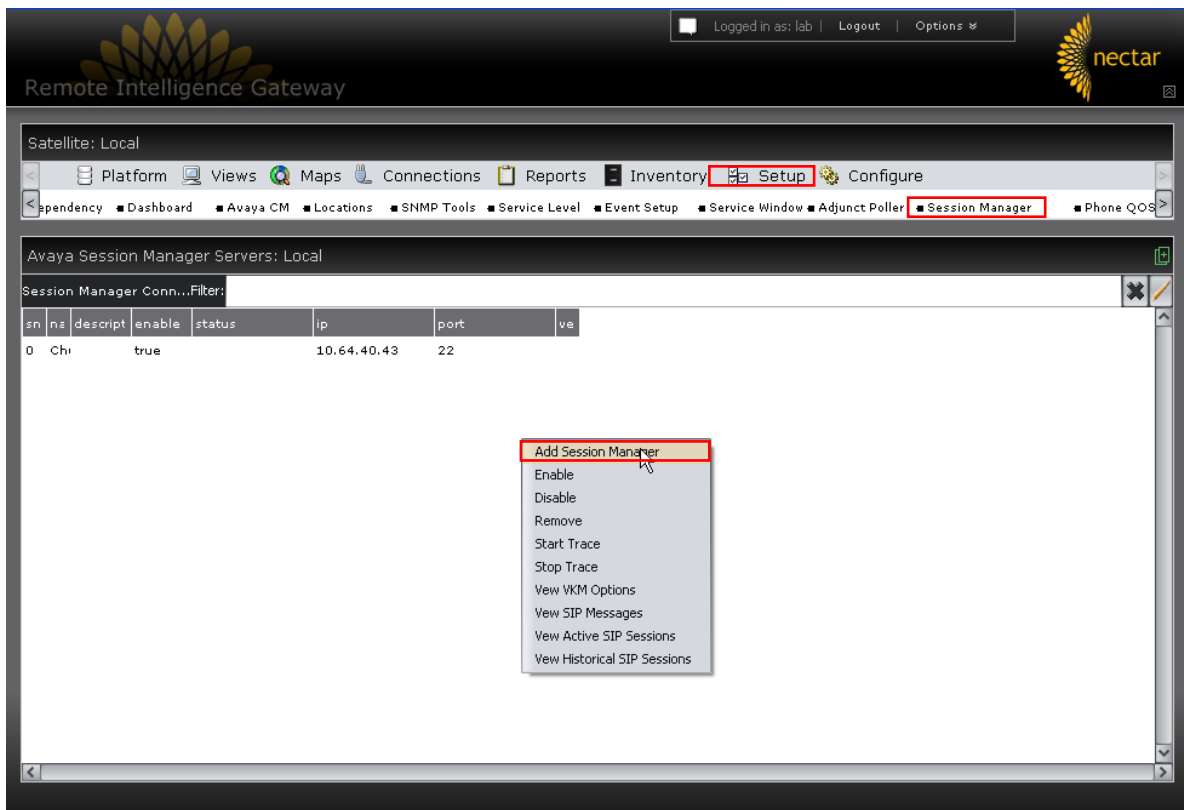 Logged in as: lab | Logout | Options
nectar
Remote Intelligence Gateway
Satellite: Local
Platform Views Maps Connections Reports Inventory Setup Configure
ependency Dashboard Avaya CM Locations SNMP Tools Service Level Event Setup Service Window Adjunct Poller Session Manager Phone QOS
Avaya Session Manager Servers: Local
Session Manager Conn...Filter:
sn na descript enable status ip port ve
0 Ch true 10.64.40.43 22
Add Session Manager
Enable
Disable
Remove
Start Trace
Stop Trace
Vew VKM Options
Vew SIP Messages
Vew Active SIP Sessions
Vew Historical SIP Sessions